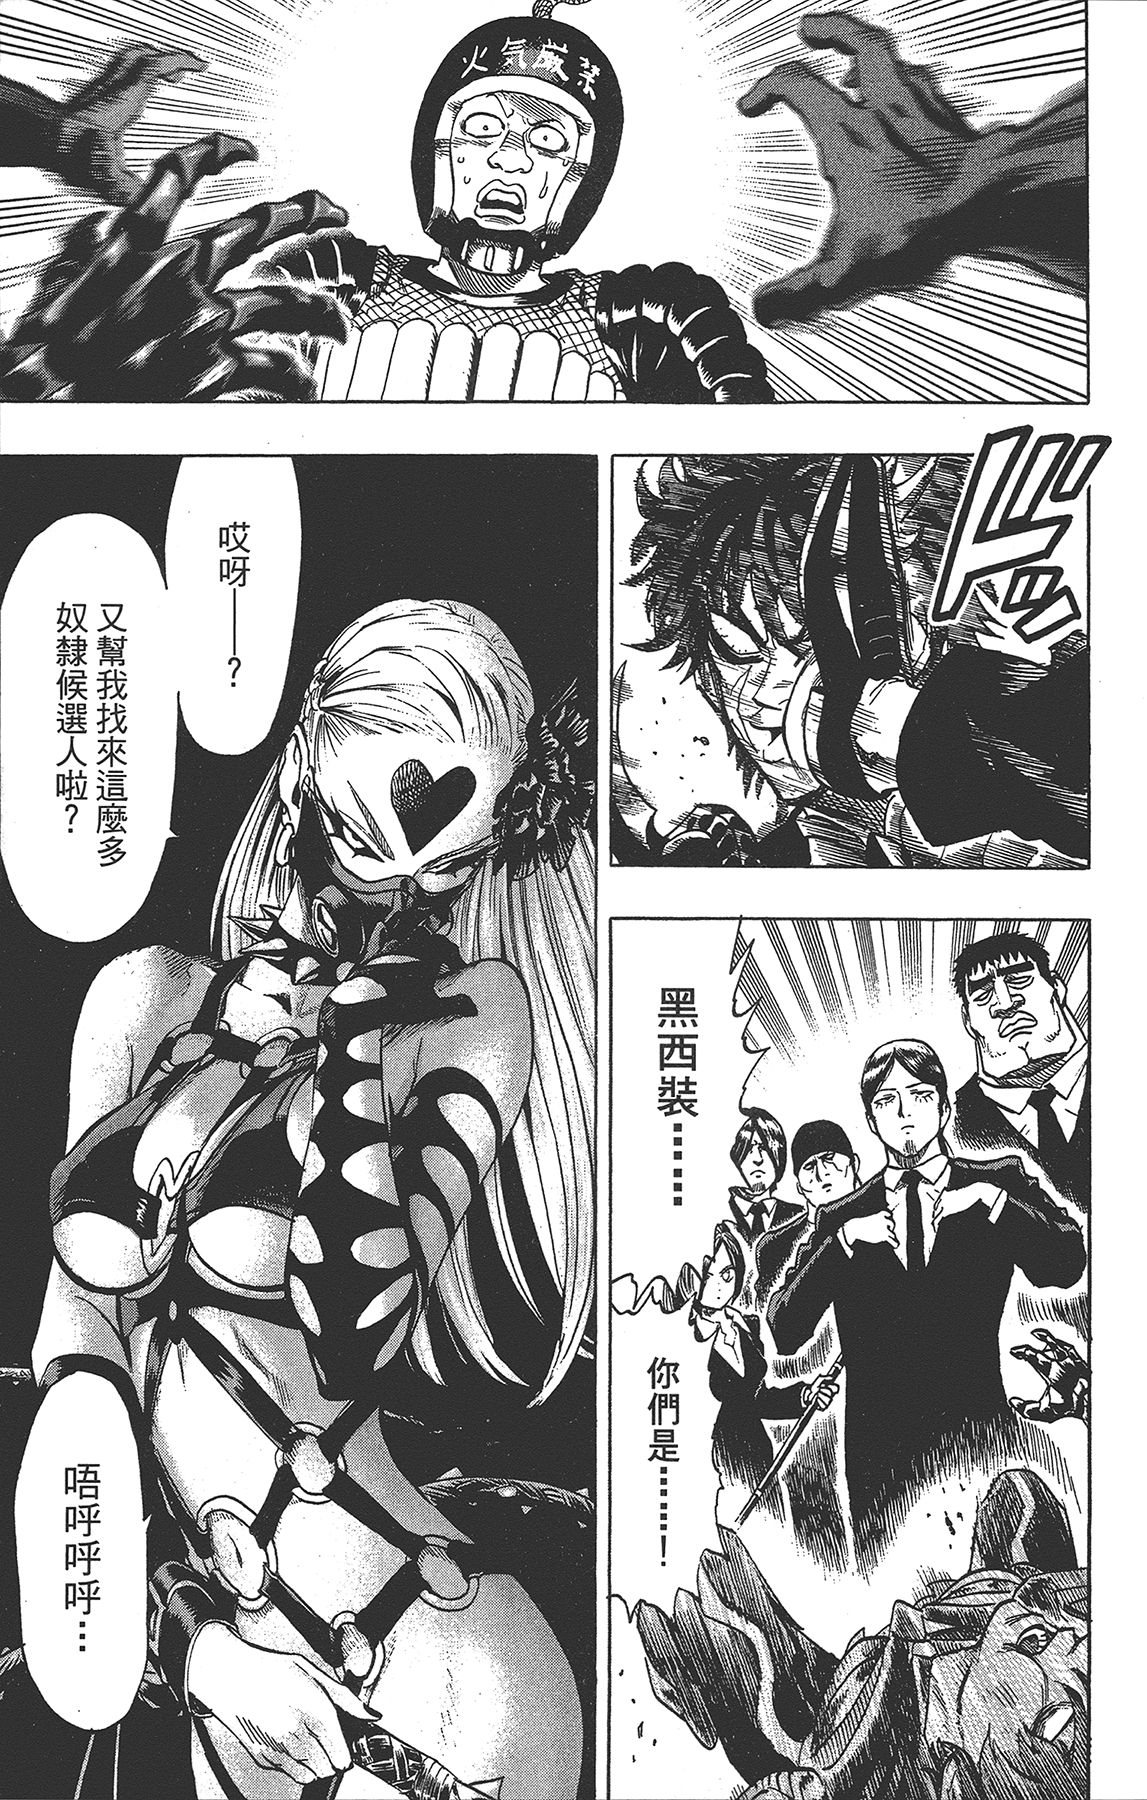 火気厳禁
ドゴッ
黑西裝……
你們是……！
哎呀——？
又幫我找來這麼多
奴隸候選人啦？
唔呼呼呼…